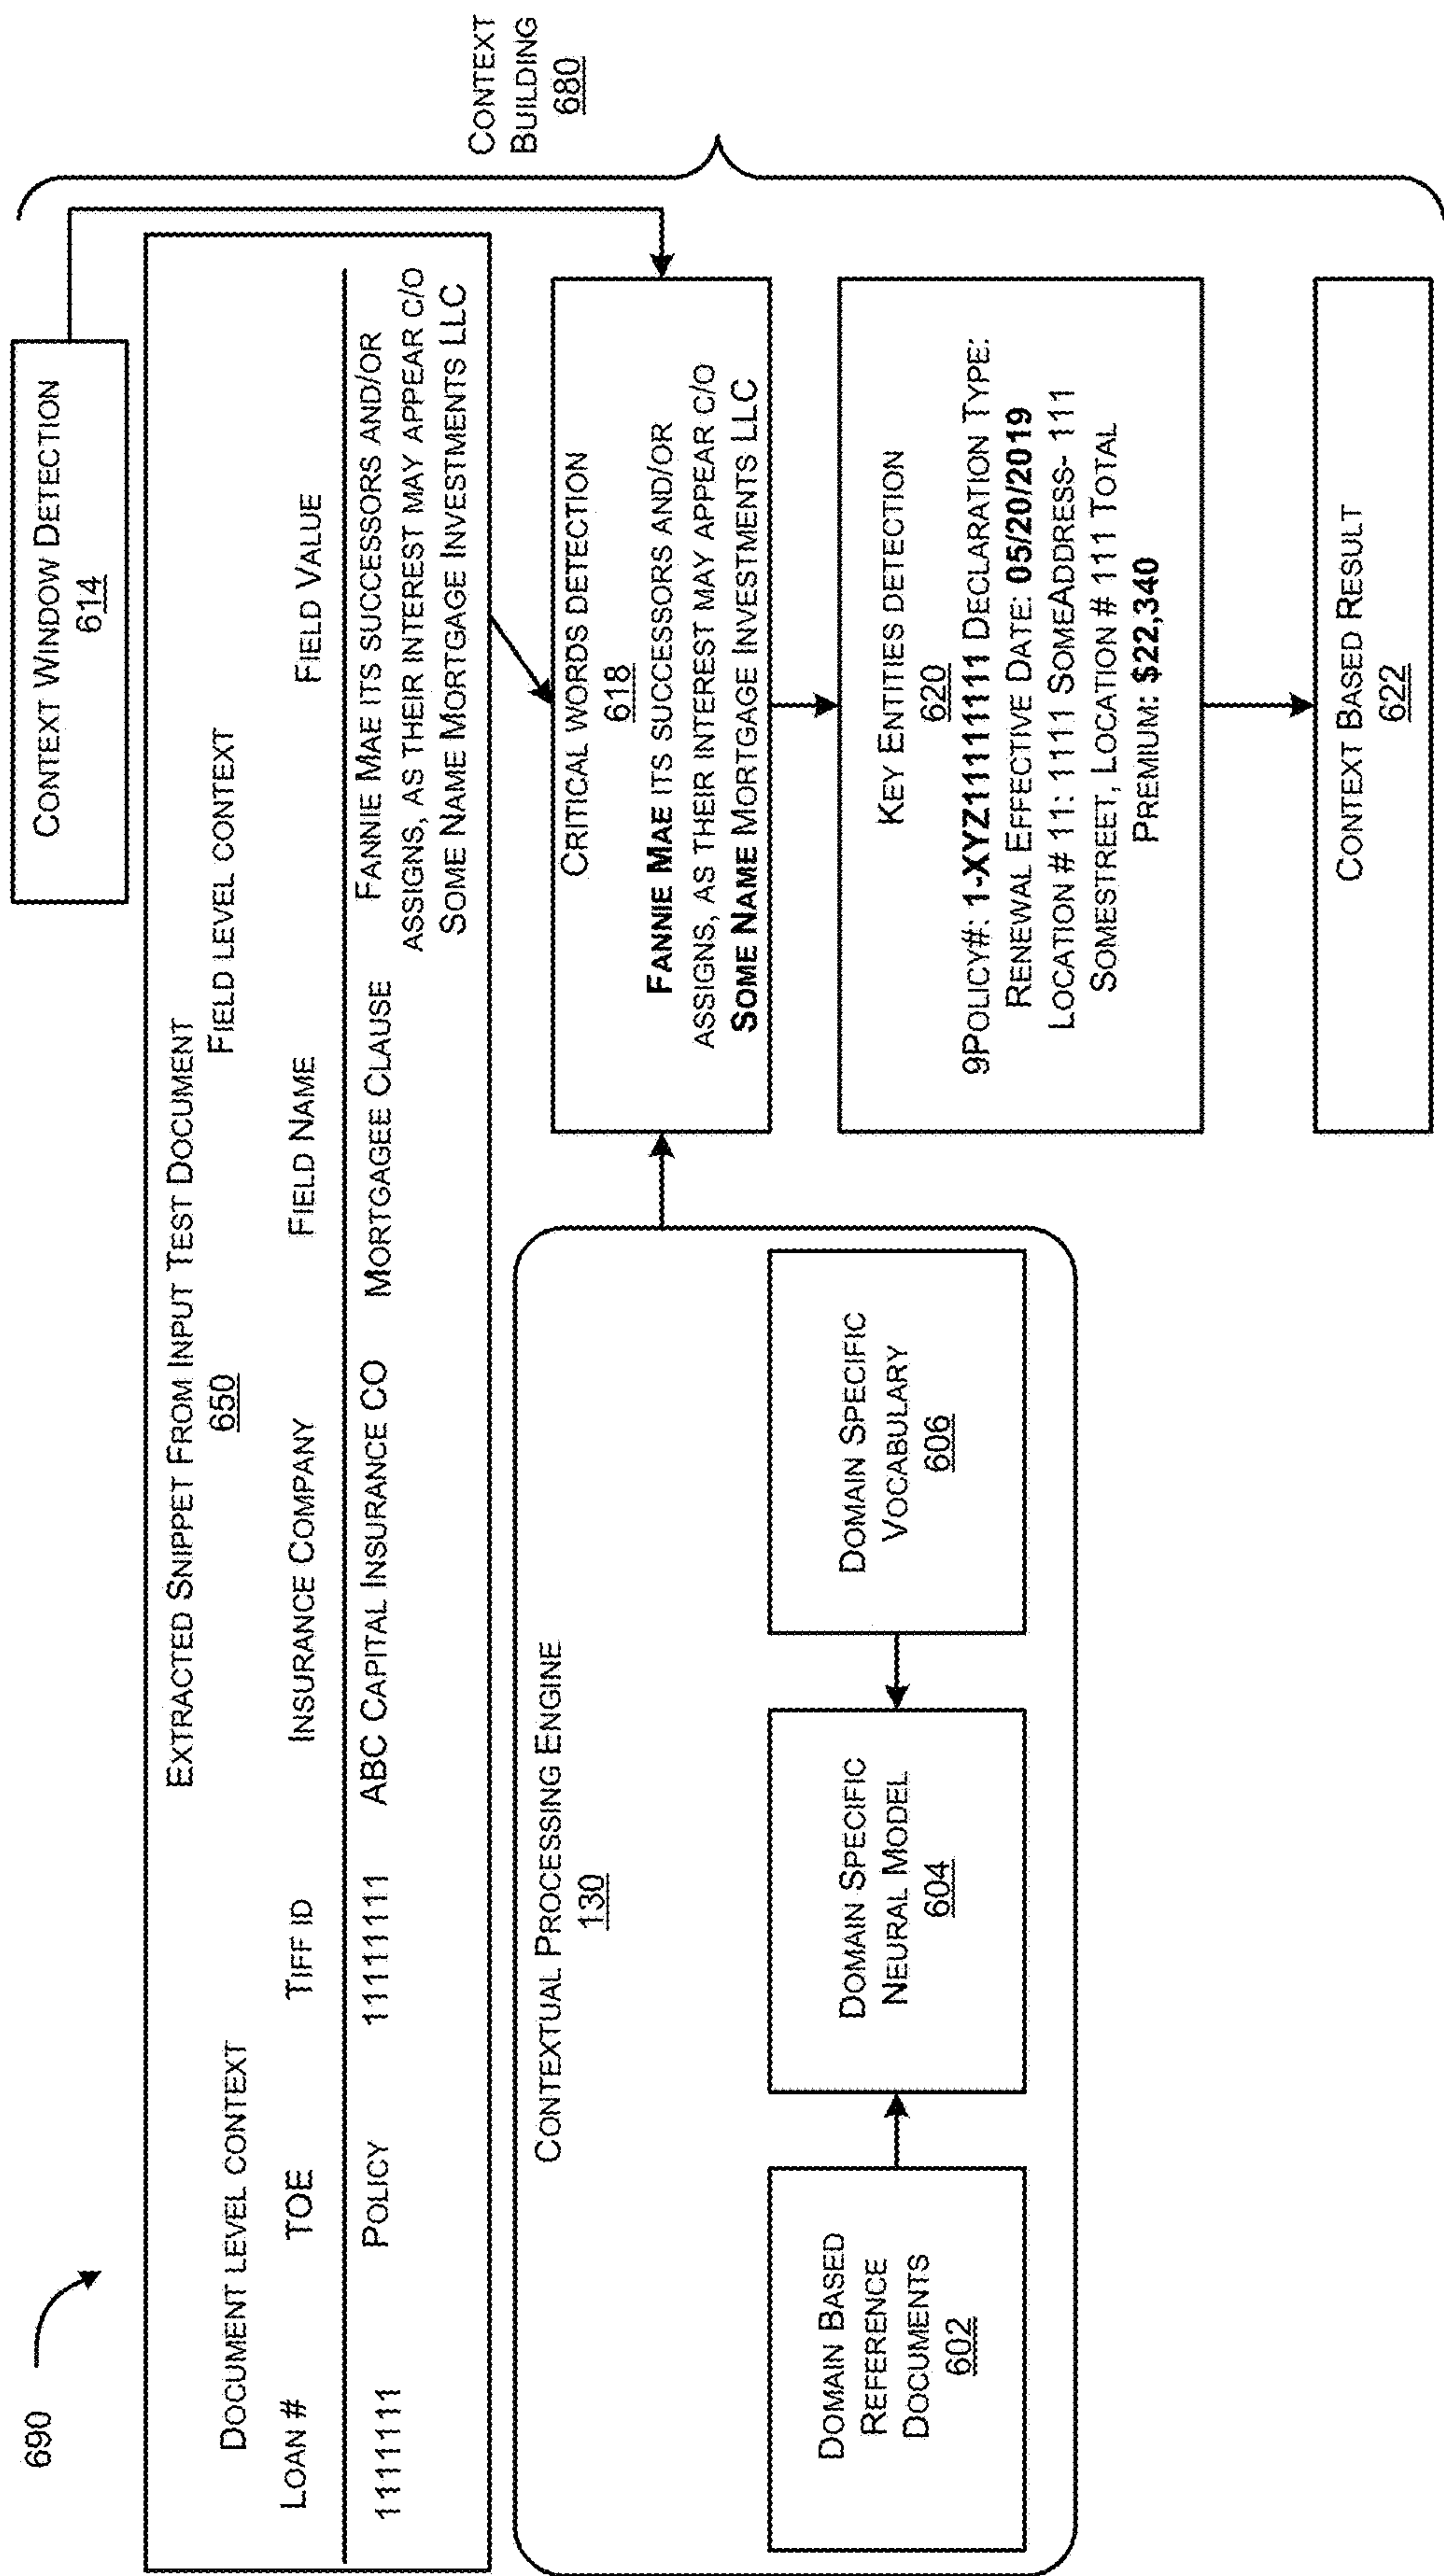 690
CONTEXT WINDOW DETECTION
614
EXTRACTED SNIPPET FROM INPUT TEST DOCUMENT
650
DOCUMENT LEVEL CONTEXT
FIELD LEVEL CONTEXT
LOAN # TOE TIFF ID INSURANCE COMPANY FIELD NAME FIELD VALUE
1111111 POLICY 11111111 ABC CAPITAL INSURANCE CO MORTGAGEE CLAUSE FANNIE MAE ITS SUCCESSORS AND/OR
ASSIGNS, AS THEIR INTEREST MAY APPEAR C/O
SOME NAME MORTGAGE INVESTMENTS LLC
CONTEXT
BUILDING
680
CONTEXTUAL PROCESSING ENGINE
130
DOMAIN BASED
REFERENCE
DOCUMENTS
602
DOMAIN SPECIFIC
NEURAL MODEL
604
DOMAIN SPECIFIC
VOCABULARY
606
CRITICAL WORDS DETECTION
618
FANNIE MAE ITS SUCCESSORS AND/OR
ASSIGNS, AS THEIR INTEREST MAY APPEAR C/O
SOME NAME MORTGAGE INVESTMENTS LLC
KEY ENTITIES DETECTION
620
9POLICY#: 1-XYZ11111111 DECLARATION TYPE:
RENEWAL EFFECTIVE DATE: 05/20/2019
LOCATION # 11: 1111 SOMEADDRESS- 111
SOMESTREET, LOCATION # 111 TOTAL
PREMIUM: $22,340
CONTEXT BASED RESULT
622